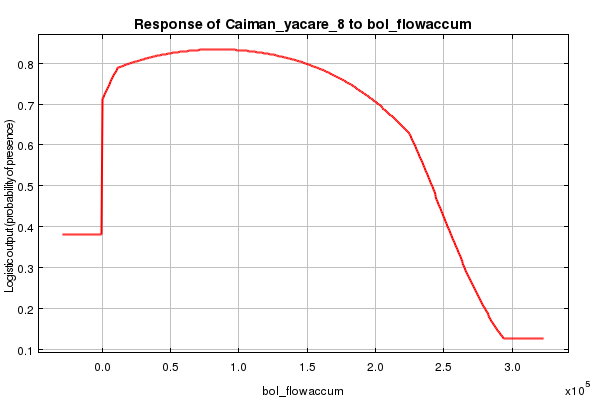 Response of Caiman_yacare_8 to bol_flowaccum
Logistic output (probability of presence)
0.8
0.7
0.6
0.5
0.4
0.3
0.2
0.1
0.0 0.5 1.0 1.5 2.0 2.5 3.0
bol_flowaccum
x10^5